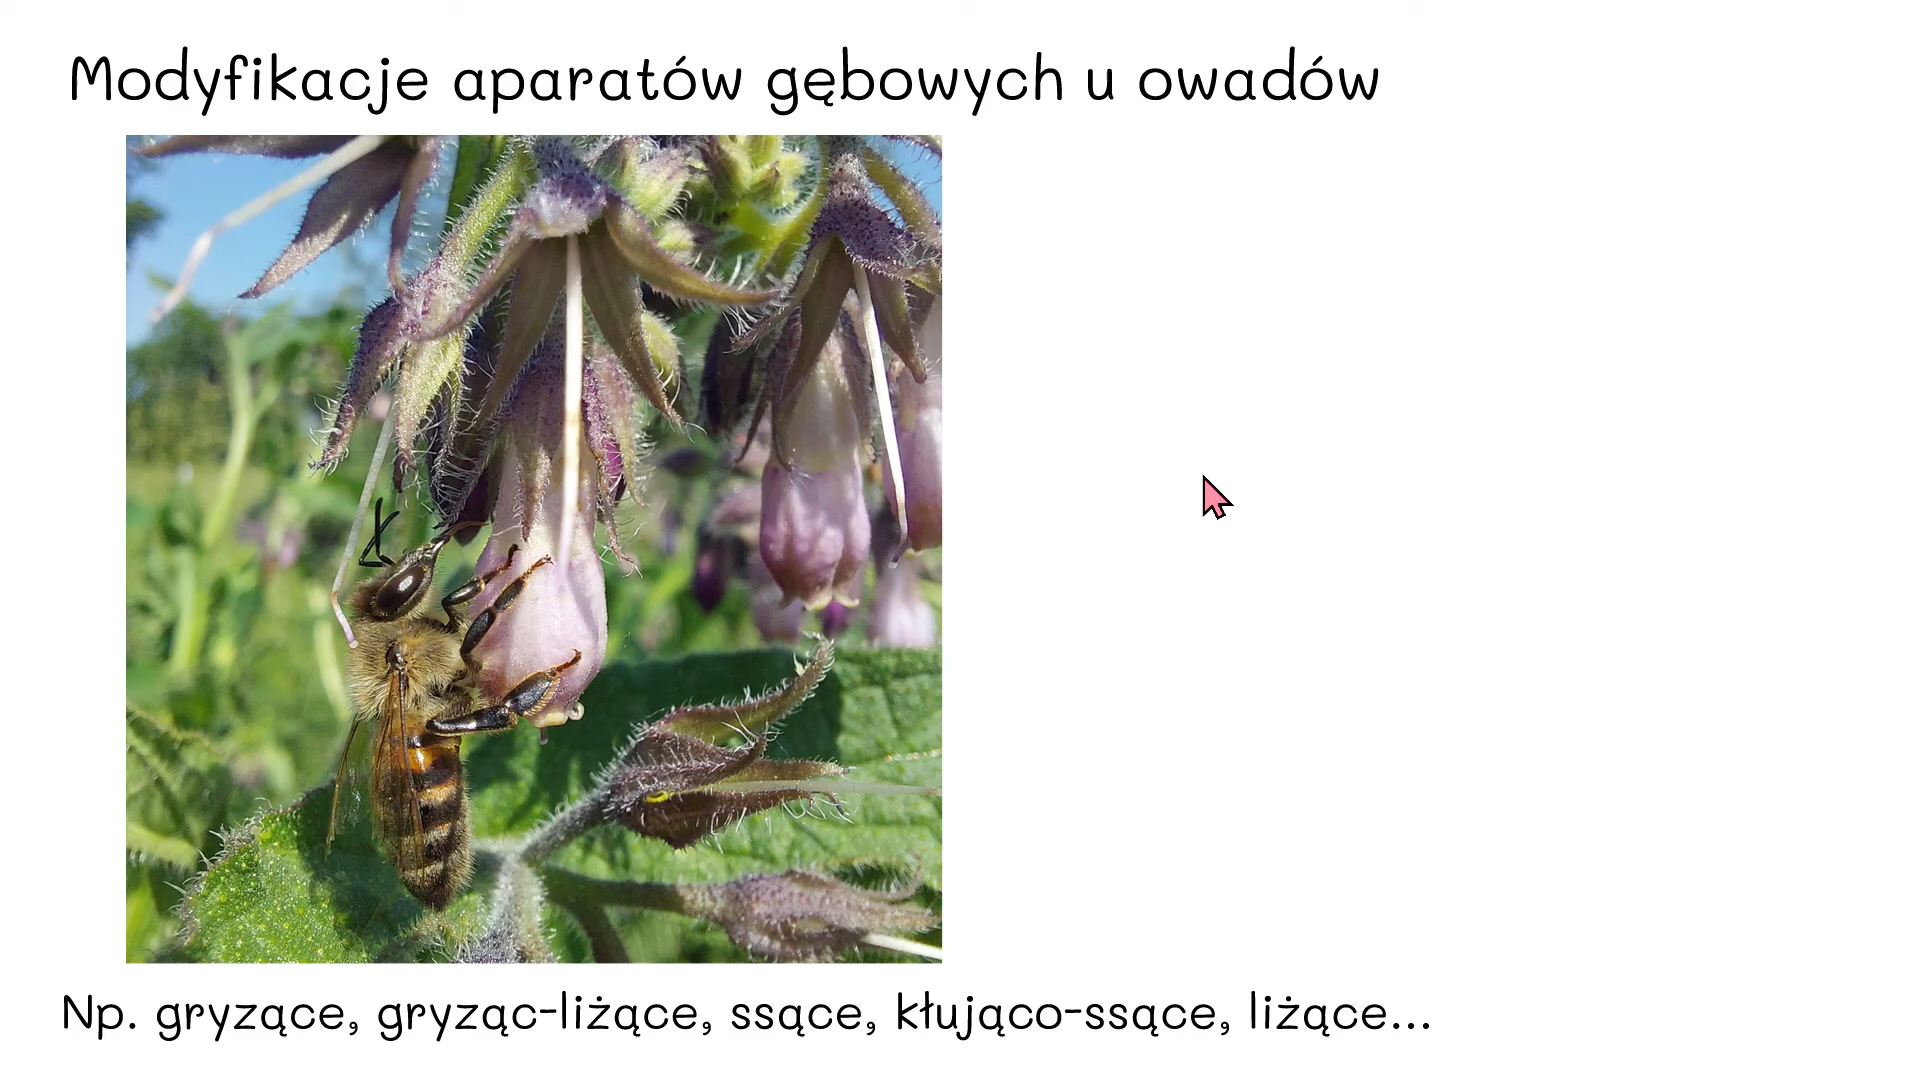 Modyfikacje aparatów gębowych u owadów
Np. gryzące, gryząc-liżące, ssące, kłująco-ssące, liżące...